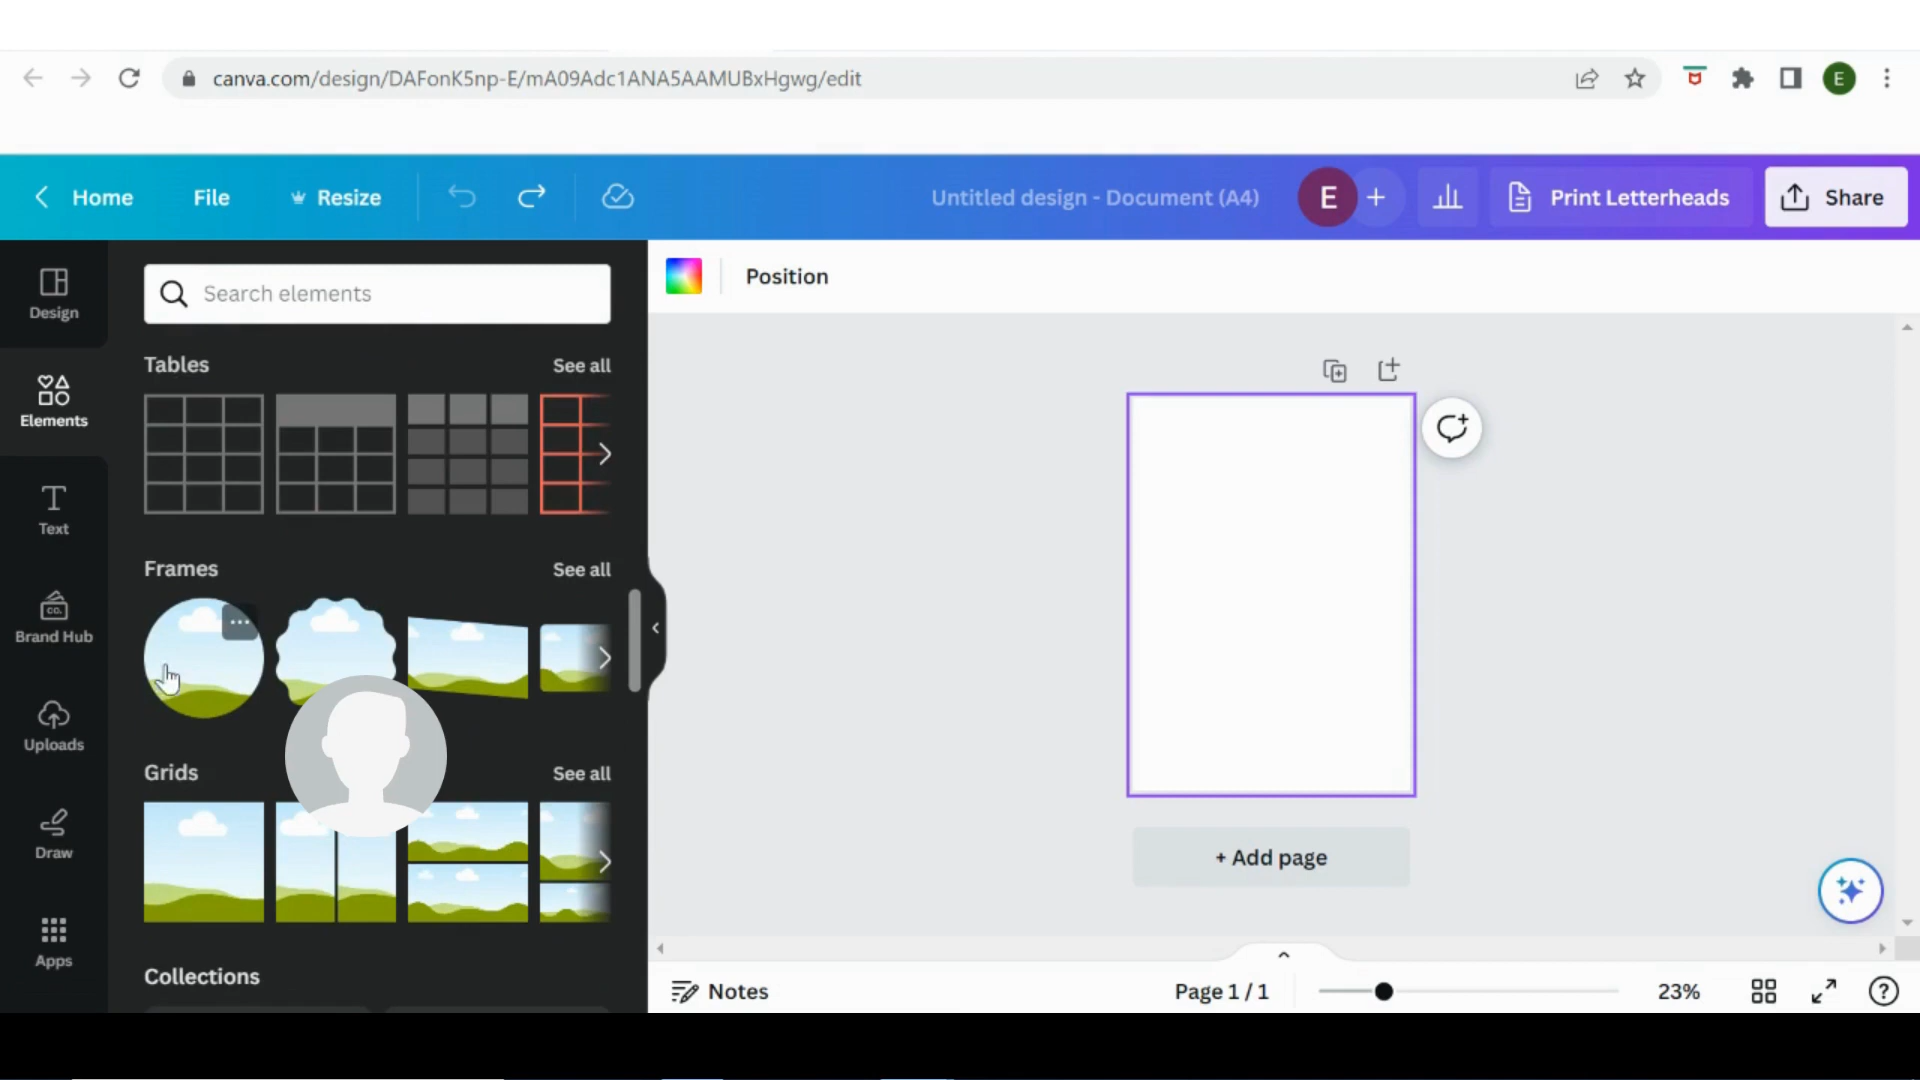 canva.com/design/DAFonK5np-E/mA09Adc1ANA5AAMUBxHgwg/edit
E
Home File Resize
Untitled design - Document (A4)
E + Print Letterheads Share
Design
Elements
Text
Brand Hub
CO.
Uploads
Draw
Apps
Search elements
Tables See all
Frames See all
Grids See all
Collections
Position
+ Add page
Notes
Page 1 / 1
23%
?